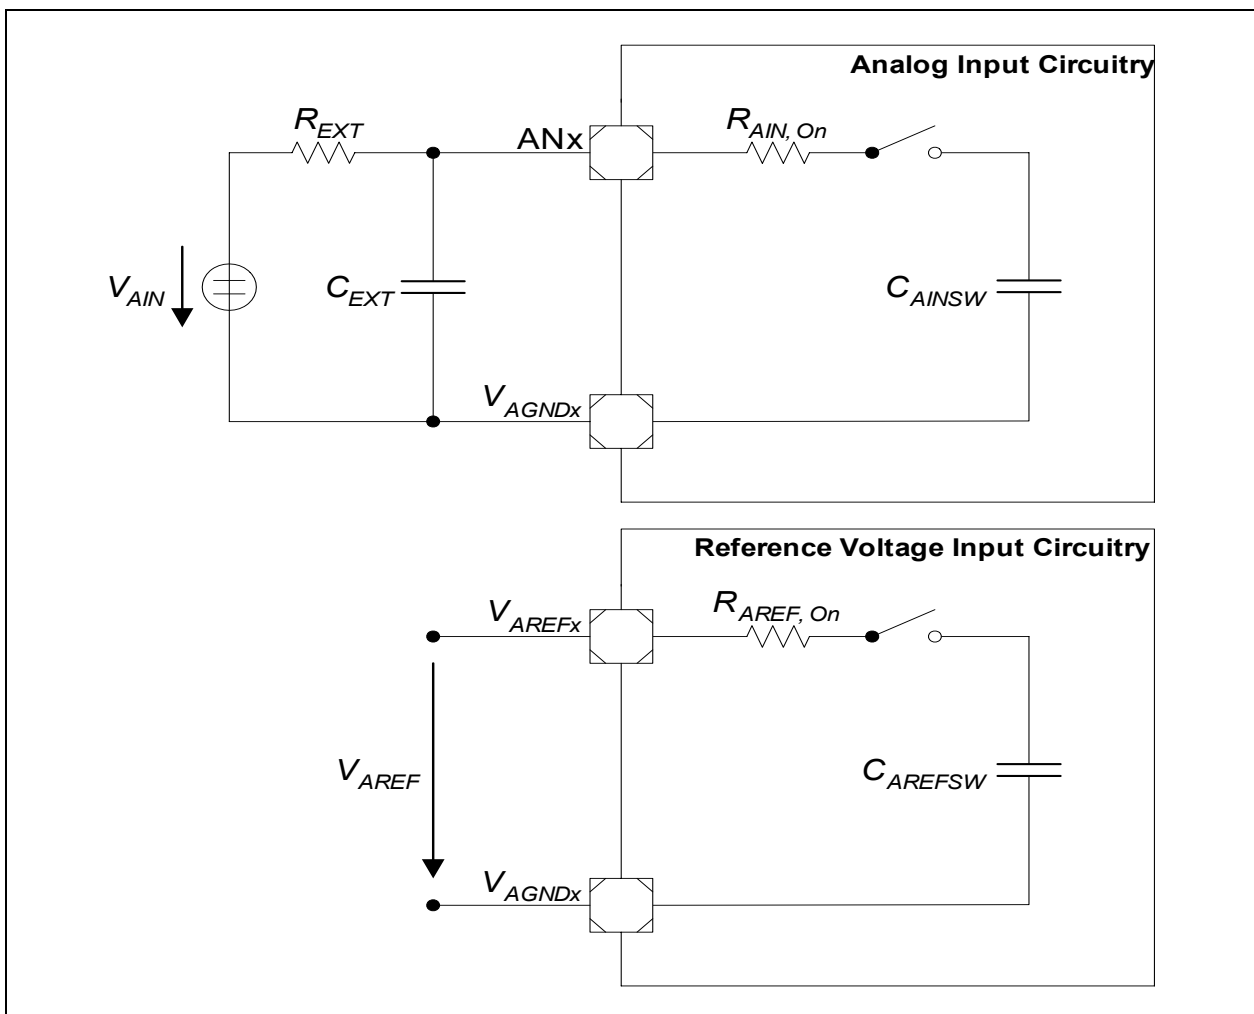 Analog Input Circuitry
R_EXT
ANx
R_AIN, On
V_AIN
C_EXT
C_AINSW
V_AGNDx
Reference Voltage Input Circuitry
V_AREFx
R_AREF, On
V_AREF
C_AREFSW
V_AGNDx